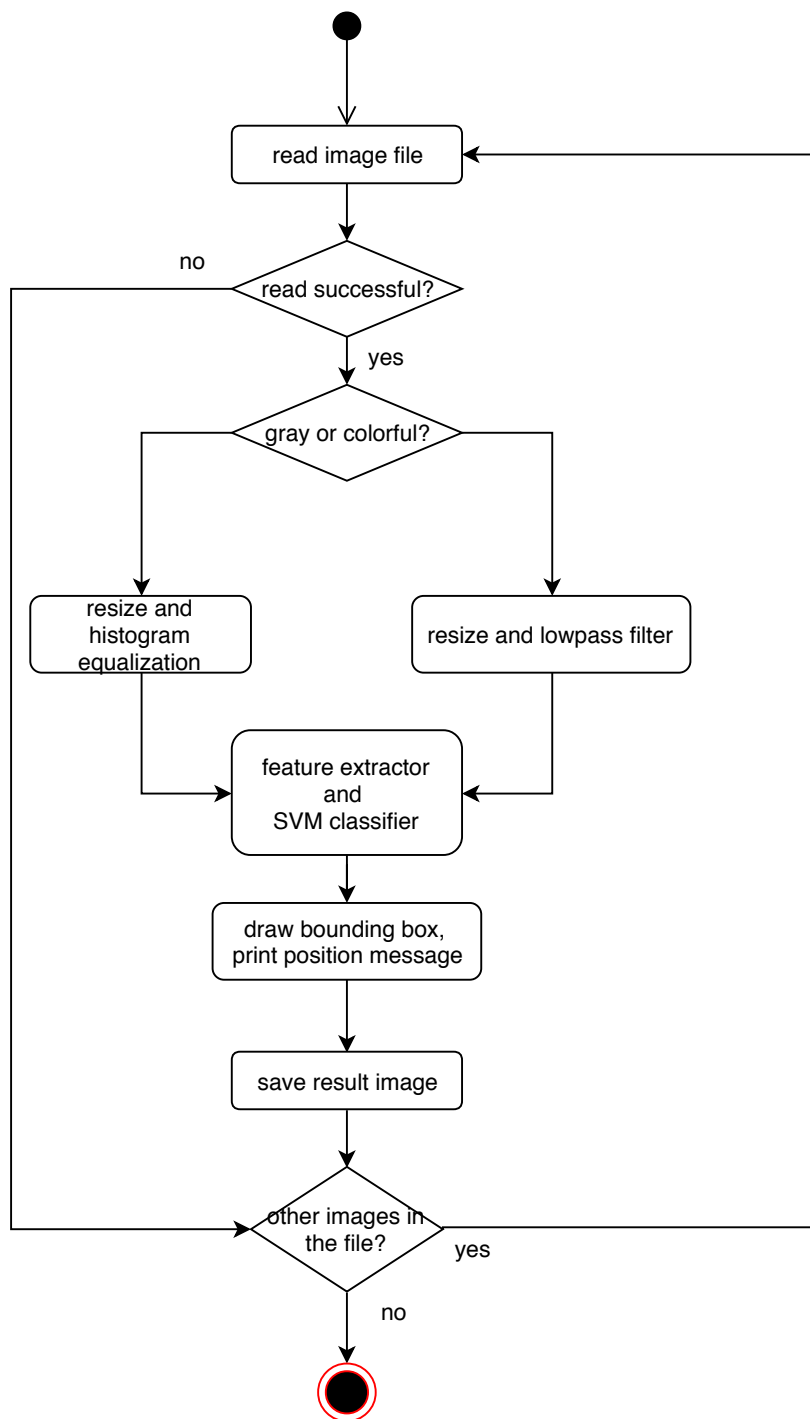 read image file
no
read successful?
yes
gray or colorful?
resize and
histogram
equalization
resize and lowpass filter
feature extractor
and
SVM classifier
draw bounding box,
print position message
save result image
other images in
the file?
yes
no